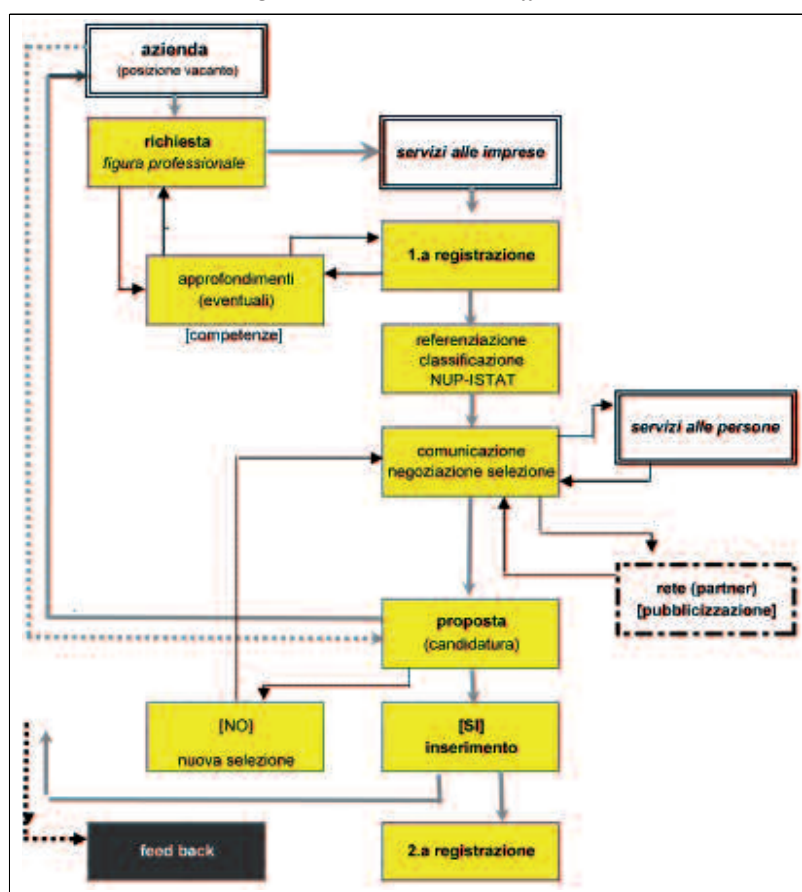 azienda
(posizione vacante)
richiesta
figura professionale
servizi alle imprese
1.a registrazione
approfondimenti
(eventuali)
[competenze]
referenziazione
classificazione
NUP-ISTAT
servizi alle persone
comunicazione
negoziazione selezione
rete (partner)
[pubblicizzazione]
proposta
(candidatura)
[NO]
nuova selezione
[SI]
inserimento
feed back
2.a registrazione